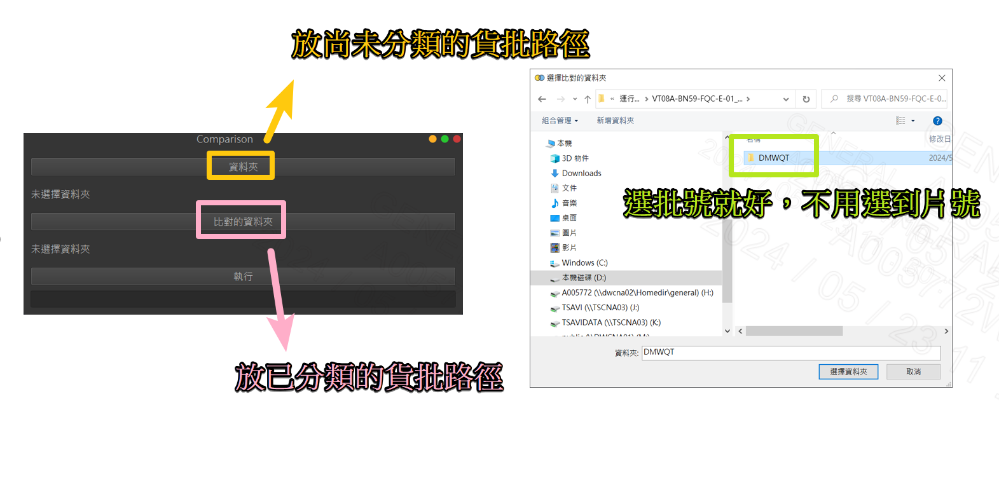 放尚未分類的貨批路徑
Comparison
資料夾
未選擇資料夾
比對的資料夾
未選擇資料夾
執行
放已分類的貨批路徑
選擇比對的資料夾
« 運行... > VT08A-BN59-FQC-E-01_... >
搜尋 VT08A-BN59-FQC-E-0...
組合管理
新增資料夾
名稱
修改日
本機
3D 物件
Downloads
文件
音樂
桌面
圖片
影片
Windows (C:)
本機磁碟 (D:)
A005772 (\\dwcna02\Homedir\general) (H:)
TSAVI (\\TSCNA03) (J:)
TSAVIDATA (\\TSCNA03) (K:)
public (\\DWCNA01) (M:)
DMWQT
2024/5
選批號就好，不用選到片號
資料夾:
DMWQT
選擇資料夾
取消